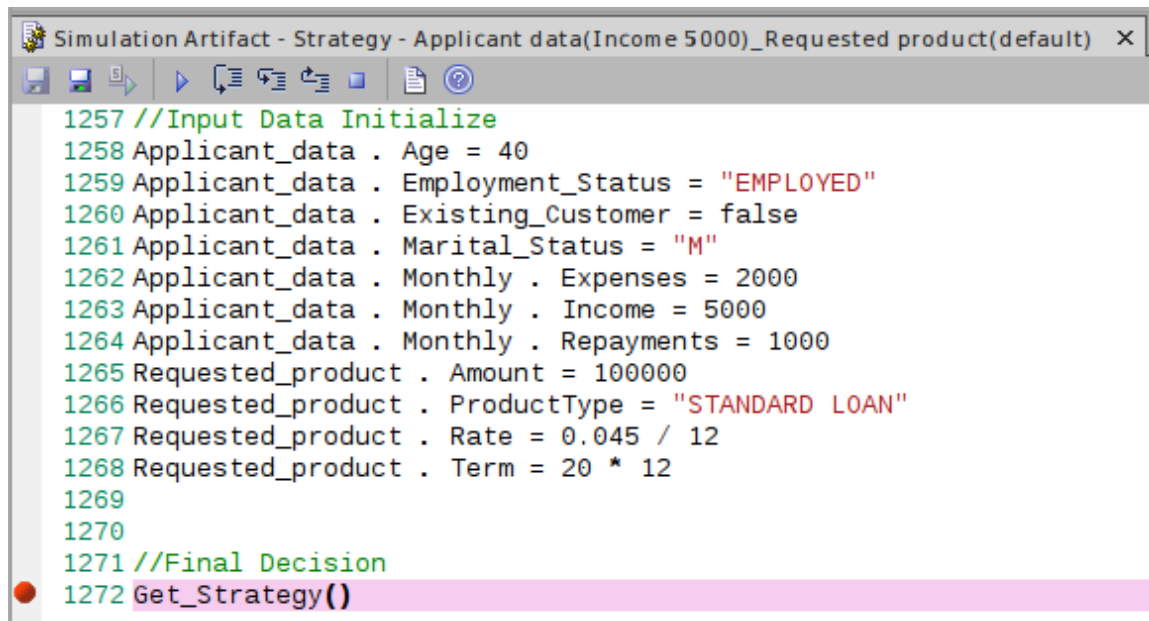 Simulation Artifact - Strategy - Applicant data(Income 5000)_Requested product(default) ×
1257 //Input Data Initialize
1258 Applicant_data . Age = 40
1259 Applicant_data . Employment_Status = "EMPLOYED"
1260 Applicant_data . Existing_Customer = false
1261 Applicant_data . Marital_Status = "M"
1262 Applicant_data . Monthly . Expenses = 2000
1263 Applicant_data . Monthly . Income = 5000
1264 Applicant_data . Monthly . Repayments = 1000
1265 Requested_product . Amount = 100000
1266 Requested_product . ProductType = "STANDARD LOAN"
1267 Requested_product . Rate = 0.045 / 12
1268 Requested_product . Term = 20 * 12
1269
1270
1271 //Final Decision
1272 Get_Strategy()